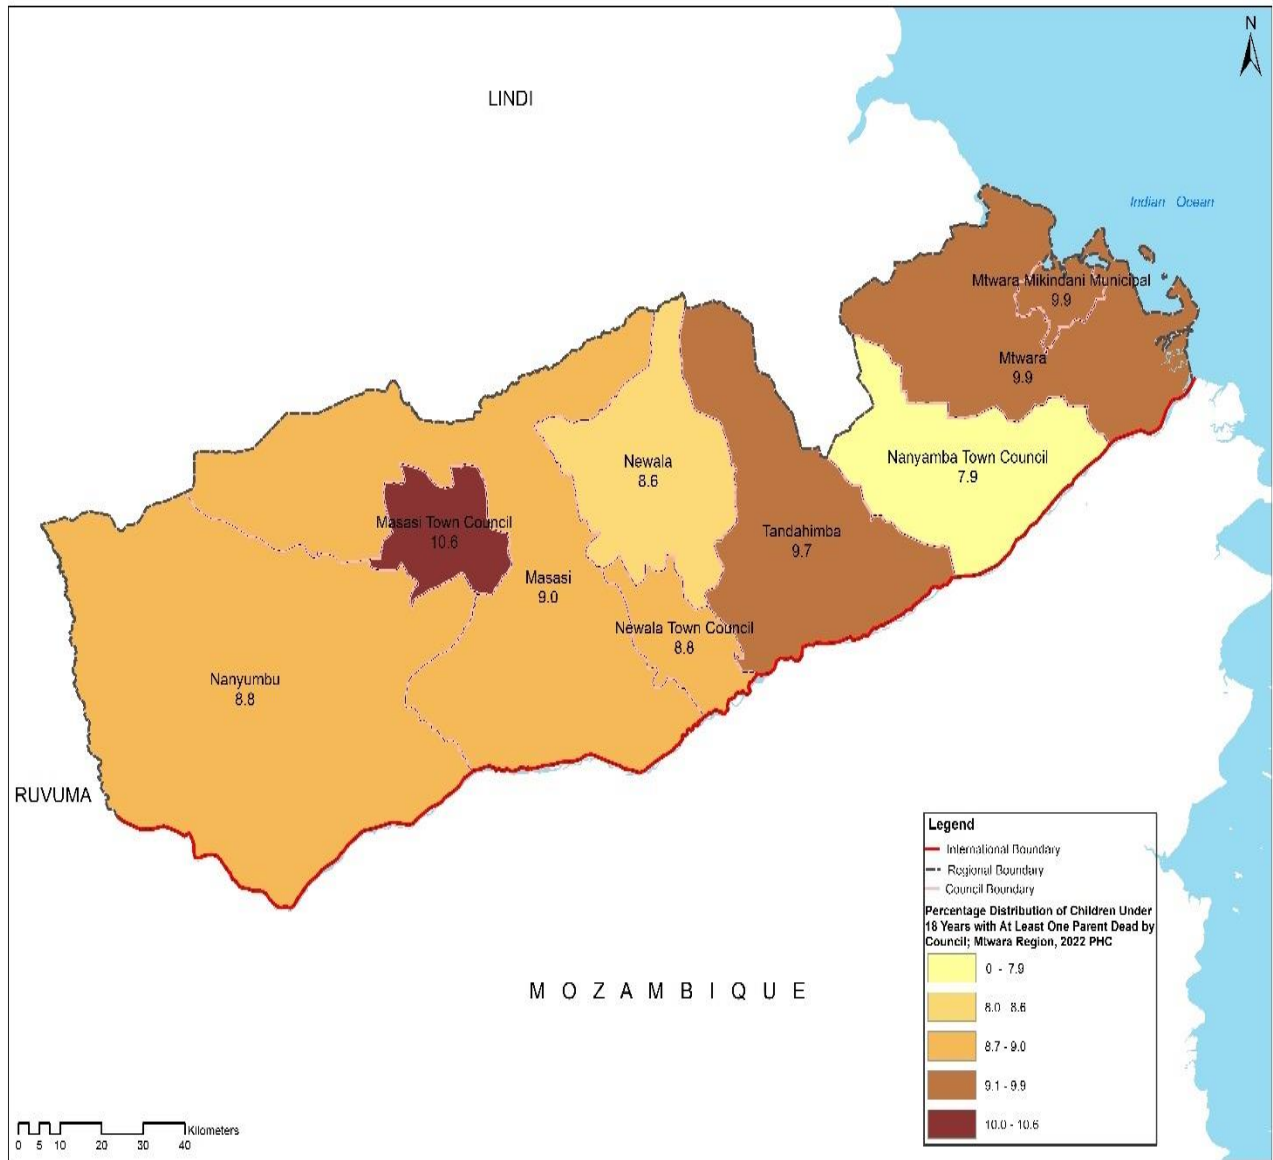 N
LINDI
Indian Ocean
Mtwara Mikindani Municipal
9.9
Mtwara
9.9
Nanyamba Town Council
7.9
Newala
8.6
Masasi Town Council
10.6
Tandahimba
9.7
Masasi
9.0
Newala Town Council
8.8
Nanyumbu
8.8
RUVUMA
MOZAMBIQUE
Legend
International Boundary
Regional Boundary
Council Boundary
Percentage Distribution of Children Under
18 Years with At Least One Parent Dead by
Council; Mtwara Region, 2022 PHC
0 - 7.9
8.0 8.6
8.7 - 9.0
9.1 - 9.9
10.0 - 10.6
Kilometers
0 5 10 20 30 40